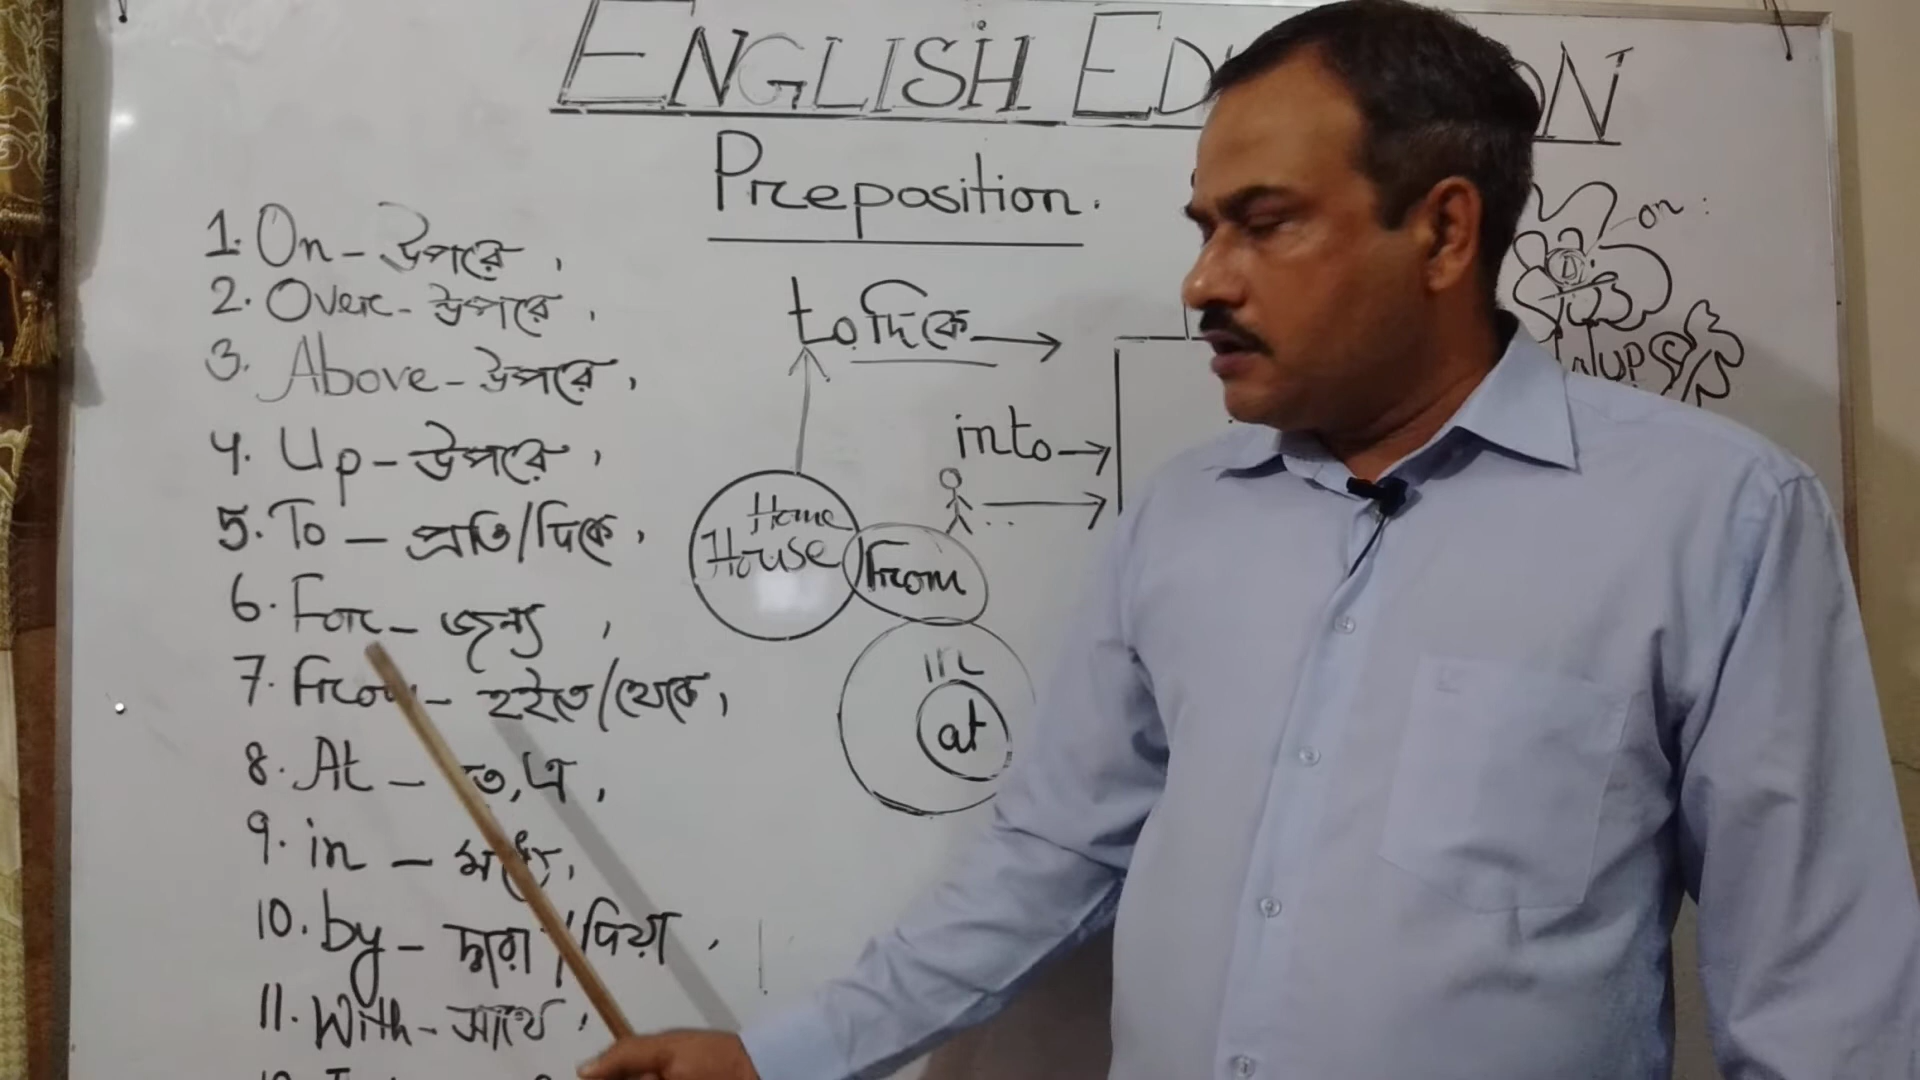 ENGLISH
Preposition.
1. On - উপরে,
2. Over - উপরে,
3. Above - উপরে,
4. Up - উপরে,
5. To - প্রতি/দিকে,
6. For - জন্য,
7. From - হইতে/থেকে,
8. At - তে, এ,
9. in - মধ্যে,
10. by - দ্বারা/দিয়া,
11. With - সাথে,
to দিকে
into
Home
House
From
in
at
on:
UPS